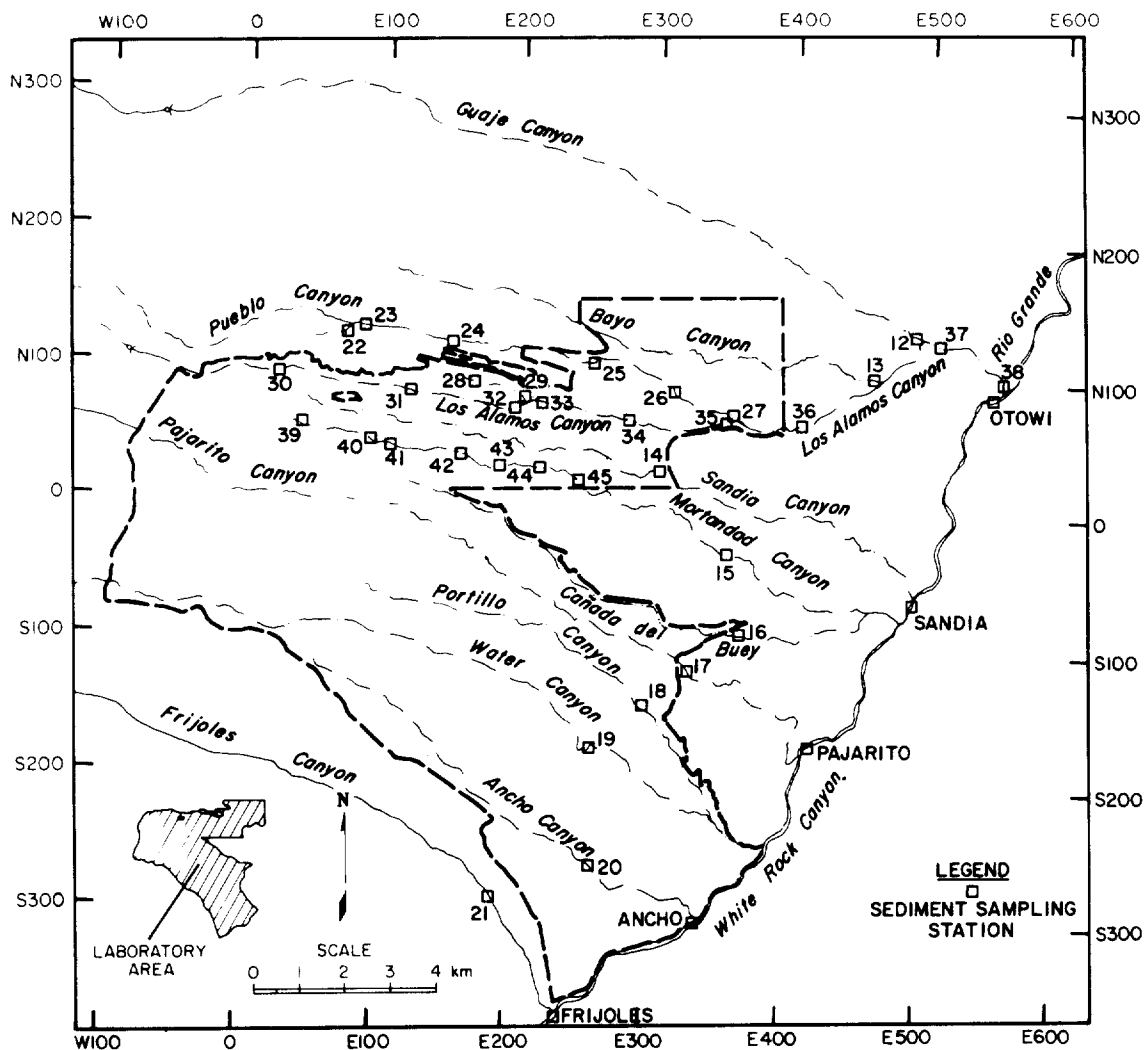 W100 0 E100 E200 E300 E400 E500 E600
N300
N300
Guaje Canyon
N200
N200
Rio Grande
Pueblo Canyon
23
22
24
Bayo Canyon
12
37
N100
N100
30
28
29
25
13
38
31
32
33
26
35
27
36
OTOWI
Los Alamos Canyon
Los Alamos Canyon
34
39
40
41
42
43
44
45
14
Pajarito Canyon
Sandia Canyon
0
0
Mortandad Canyon
15
SANDIA
Portillo Canyon
Cañada del Buey
16
S100
S100
17
Water Canyon
18
19
PAJARITO
Frijoles Canyon
S200
S200
Ancho Canyon
N
20
White Rock Canyon.
LEGEND
SEDIMENT SAMPLING
STATION
21
ANCHO
S300
S300
LABORATORY
AREA
SCALE
0 1 2 3 4 km
FRIJOLES
W100 0 E100 E200 E300 E400 E500 E600